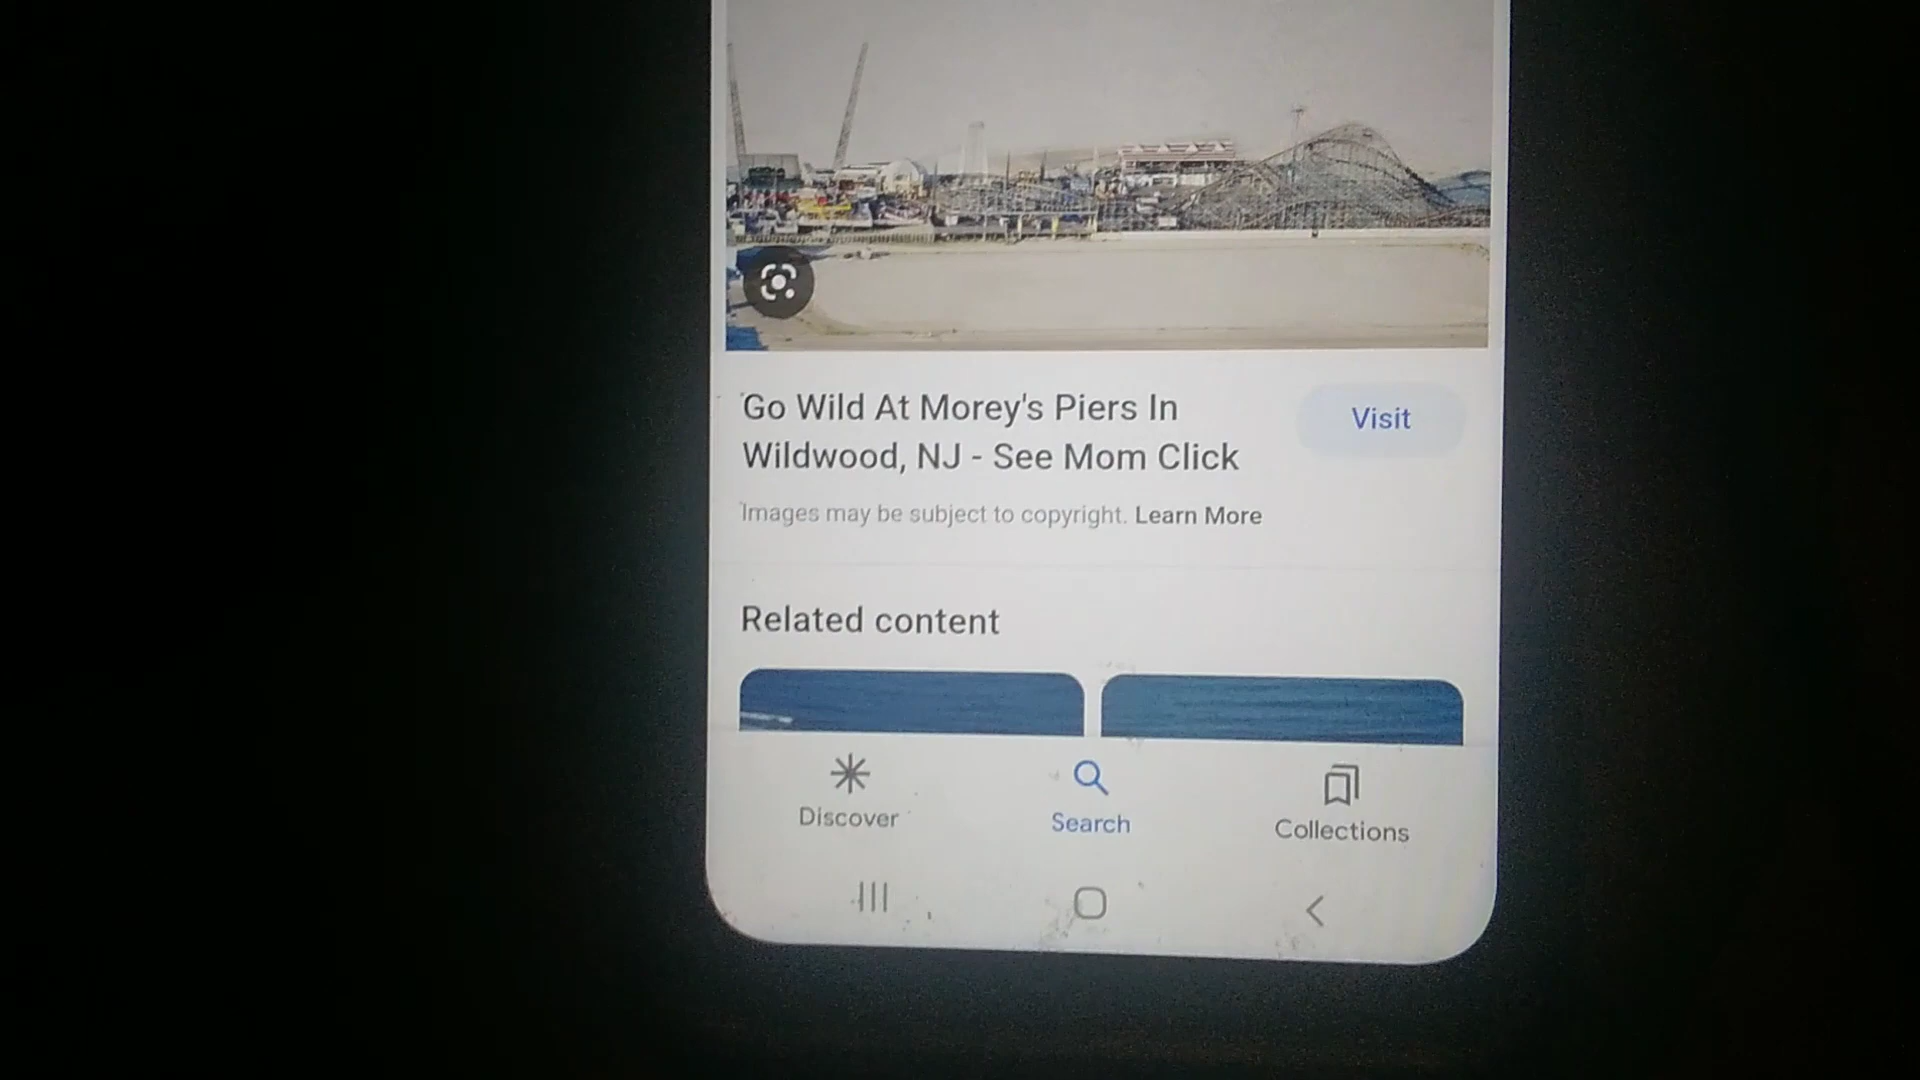 Go Wild At Morey's Piers In
Wildwood, NJ - See Mom Click
Visit
Images may be subject to copyright. Learn More
Related content
Discover
Search
Collections